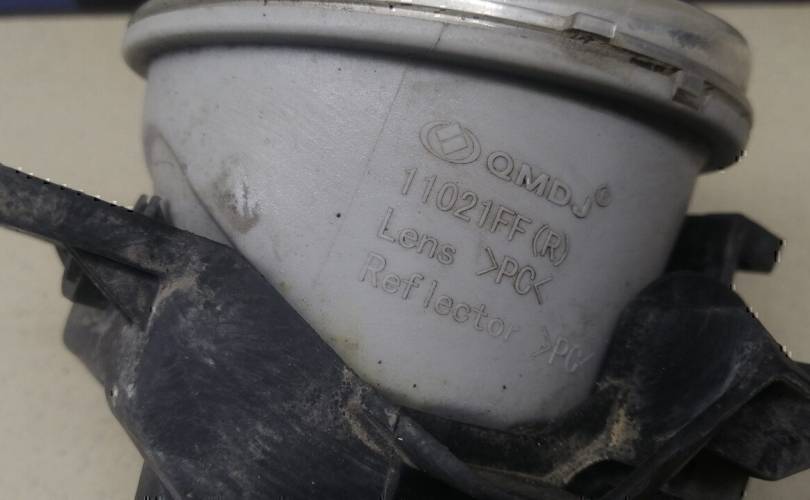 QMDJ®
11021FF(R)
Lens >PC<
Reflector >PC<